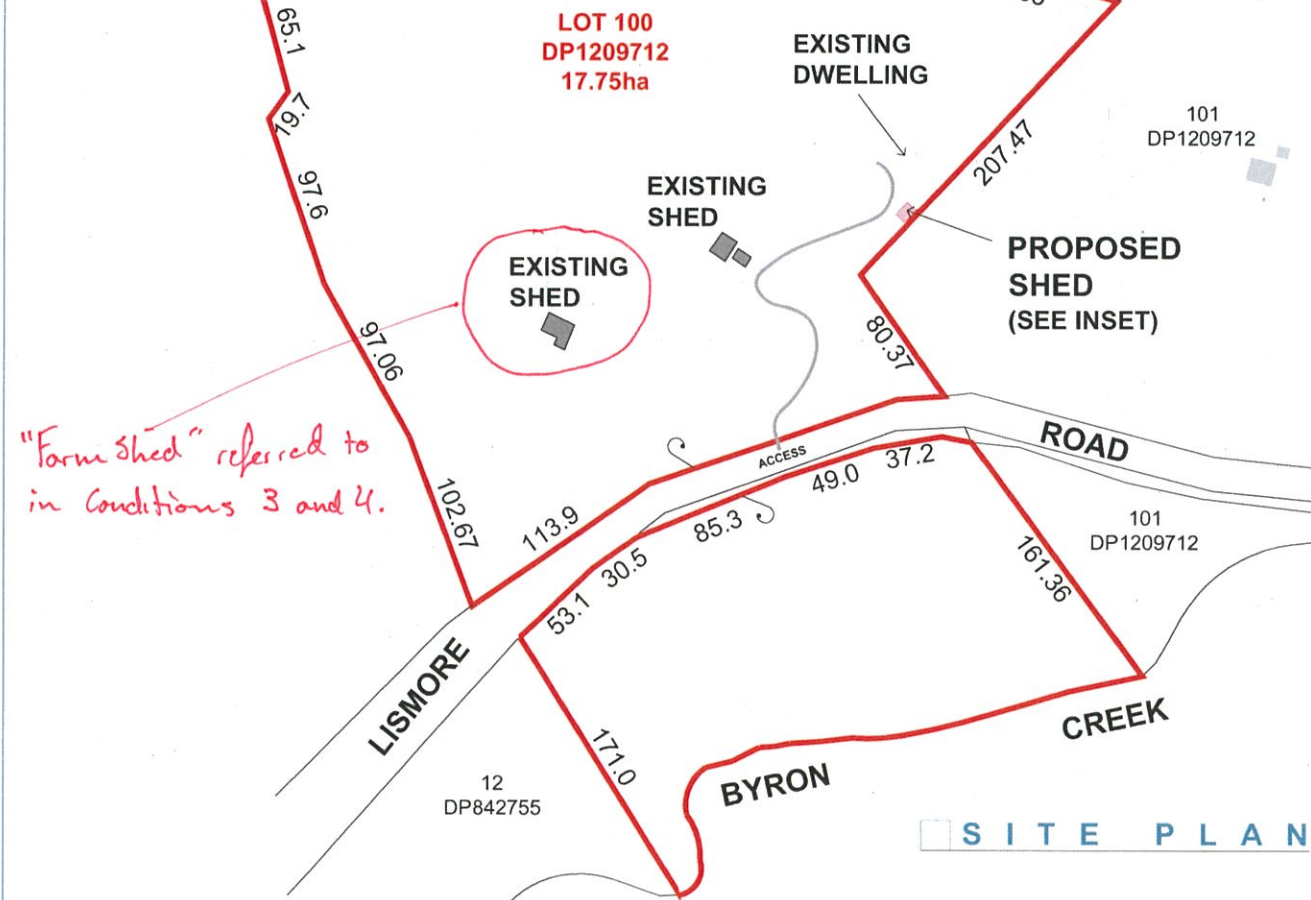 65.1
LOT 100
DP1209712
17.75ha
EXISTING
DWELLING
19.7
101
DP1209712
207.47
97.6
EXISTING
SHED
EXISTING
SHED
PROPOSED
SHED
(SEE INSET)
97.06
80.37
"Farm Shed" referred to
in Conditions 3 and 4.
ACCESS
ROAD
37.2
49.0
102.67
113.9
85.3
101
DP1209712
30.5
161.36
53.1
LISMORE
CREEK
171.0
BYRON
12
DP842755
SITE PLAN